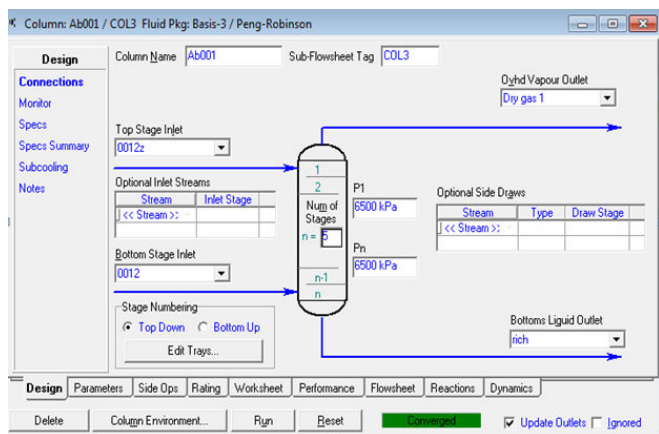 Column: Ab001 / COL3 Fluid Pkg: Basis-3 / Peng-Robinson
Design
Connections
Monitor
Specs
Specs Summary
Subcooling
Notes
Column Name Ab001 Sub-Flowsheet Tag COL3
Ovhd Vapour Outlet
Dry gas 1
Top Stage Inlet
0012z
Optional Inlet Streams
Stream Inlet Stage
<< Stream >>
Bottom Stage Inlet
0012
Stage Numbering
Top Down Bottom Up
Edit Trays...
1
2
Num of
Stages
n = 5
n-1
n
P1
6500 kPa
Pn
6500 kPa
Optional Side Draws
Stream Type Draw Stage
<< Stream >>
Bottoms Liquid Outlet
rich
Design Parameters Side Ops Rating Worksheet Performance Flowsheet Reactions Dynamics
Delete Column Environment... Run Reset Converged Update Outlets Ignored